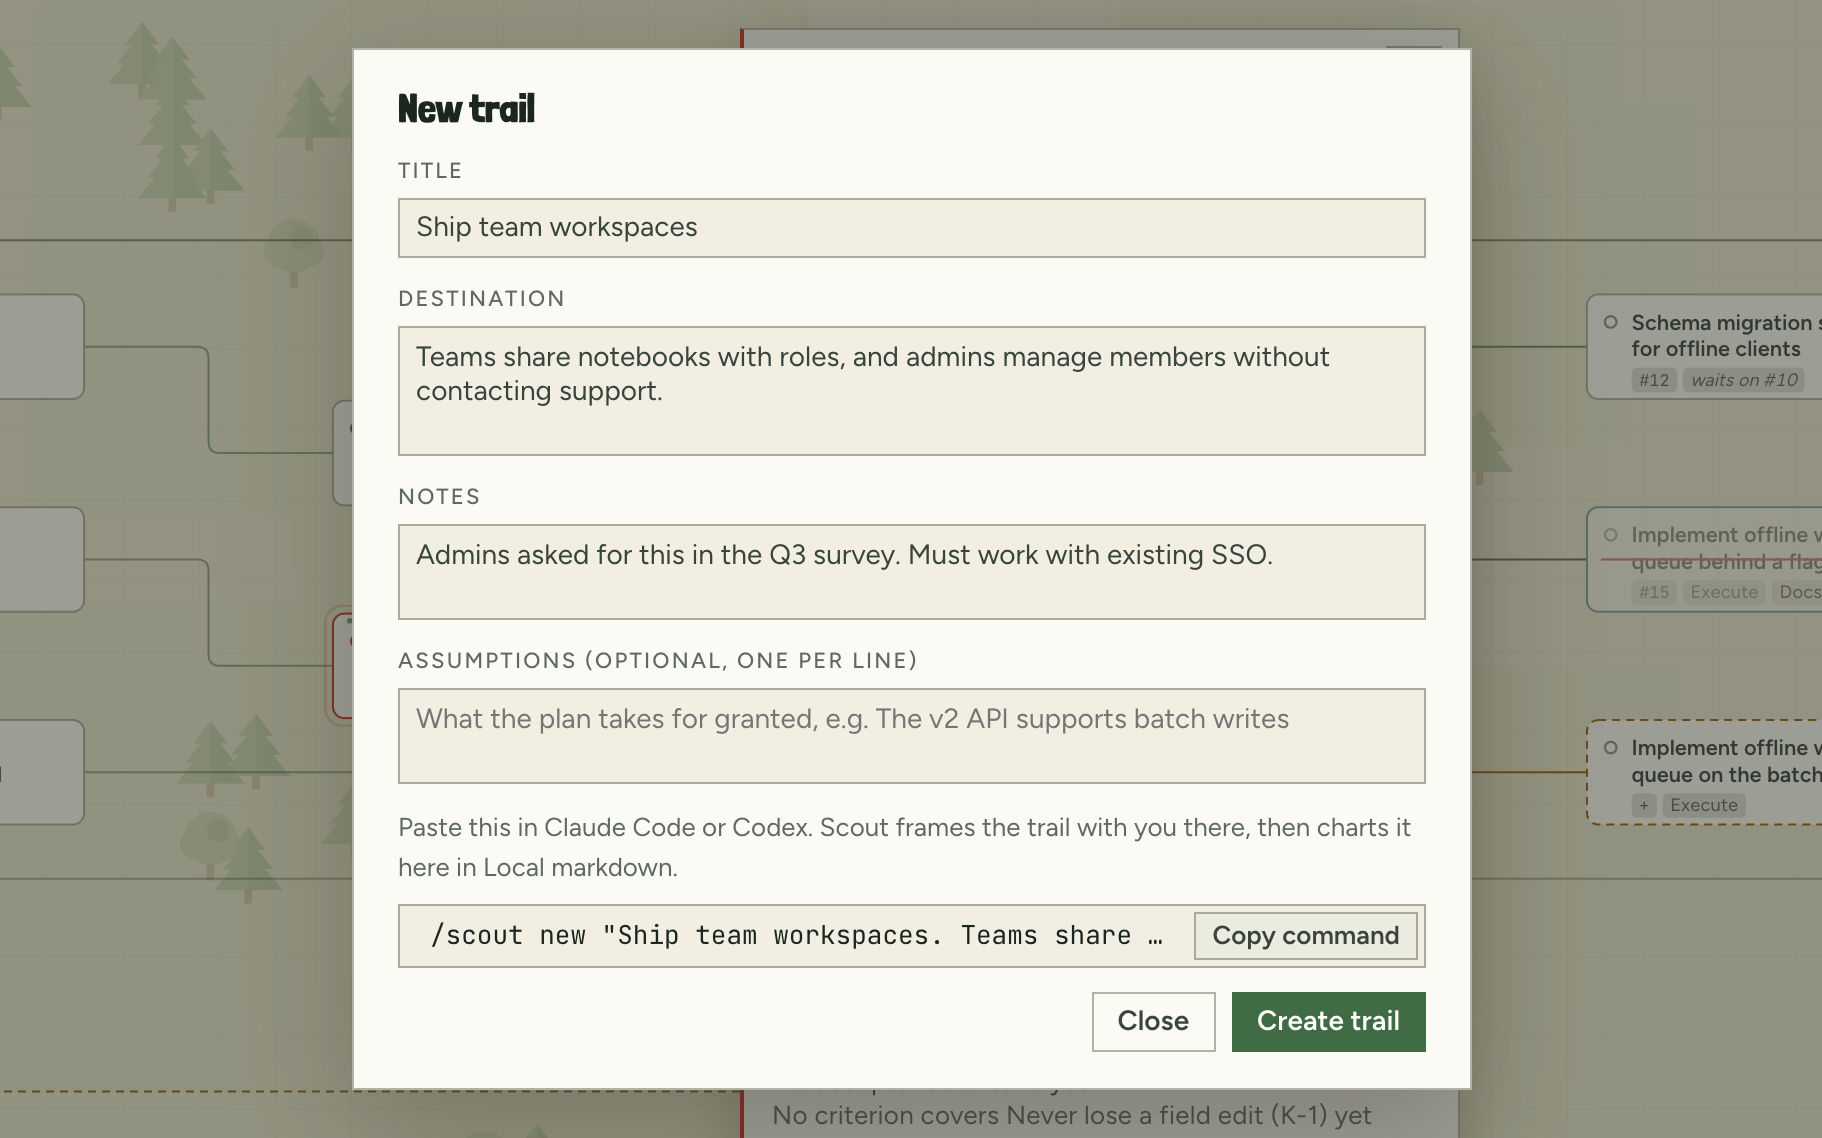 New trail
TITLE
Ship team workspaces
DESTINATION
Teams share notebooks with roles, and admins manage members without
contacting support.
NOTES
Admins asked for this in the Q3 survey. Must work with existing SSO.
ASSUMPTIONS (OPTIONAL, ONE PER LINE)
What the plan takes for granted, e.g. The v2 API supports batch writes
Paste this in Claude Code or Codex. Scout frames the trail with you there, then charts it
here in Local markdown.
/scout new "Ship team workspaces. Teams share …
Copy command
Close
Create trail
Schema migration
for offline clients
#12
waits on #10
Implement offline
queue behind a flag
#15
Execute
Docs
Implement offline
queue on the batch
+
Execute
No criterion covers Never lose a field edit (K-1) yet